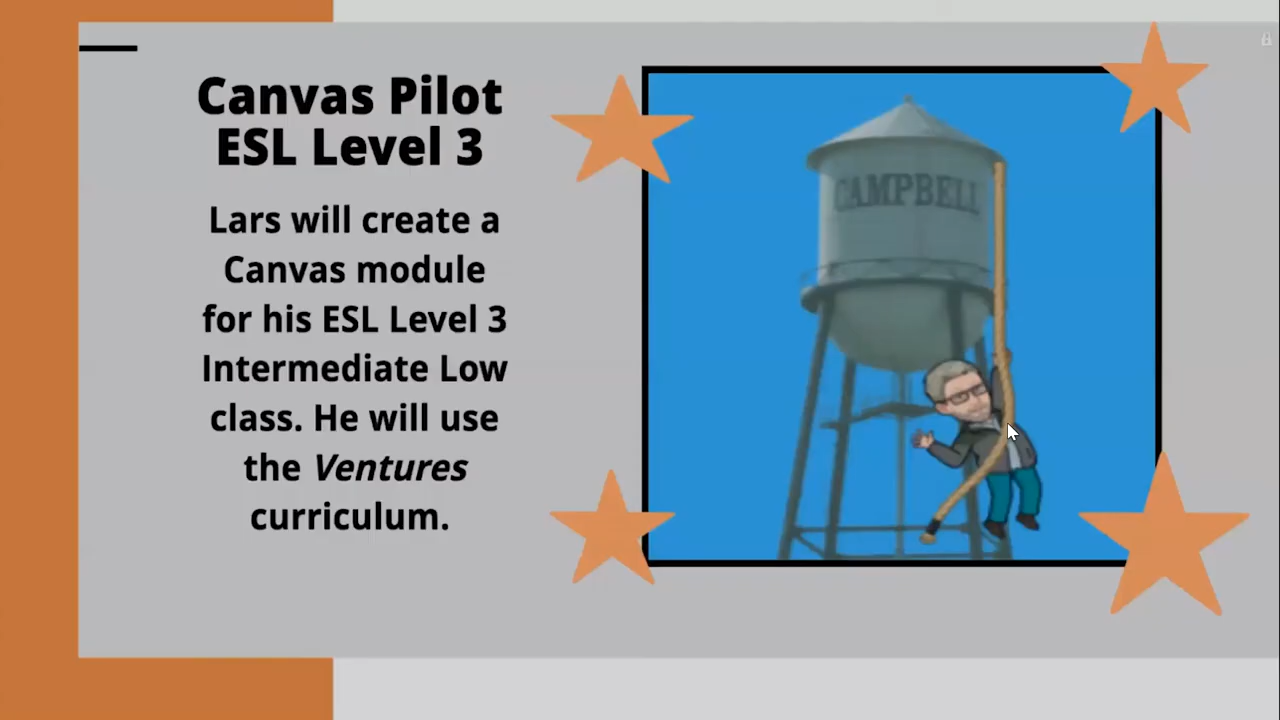 Canvas Pilot
ESL Level 3
Lars will create a
Canvas module
for his ESL Level 3
Intermediate Low
class. He will use
the Ventures
curriculum.
CAMPBELL